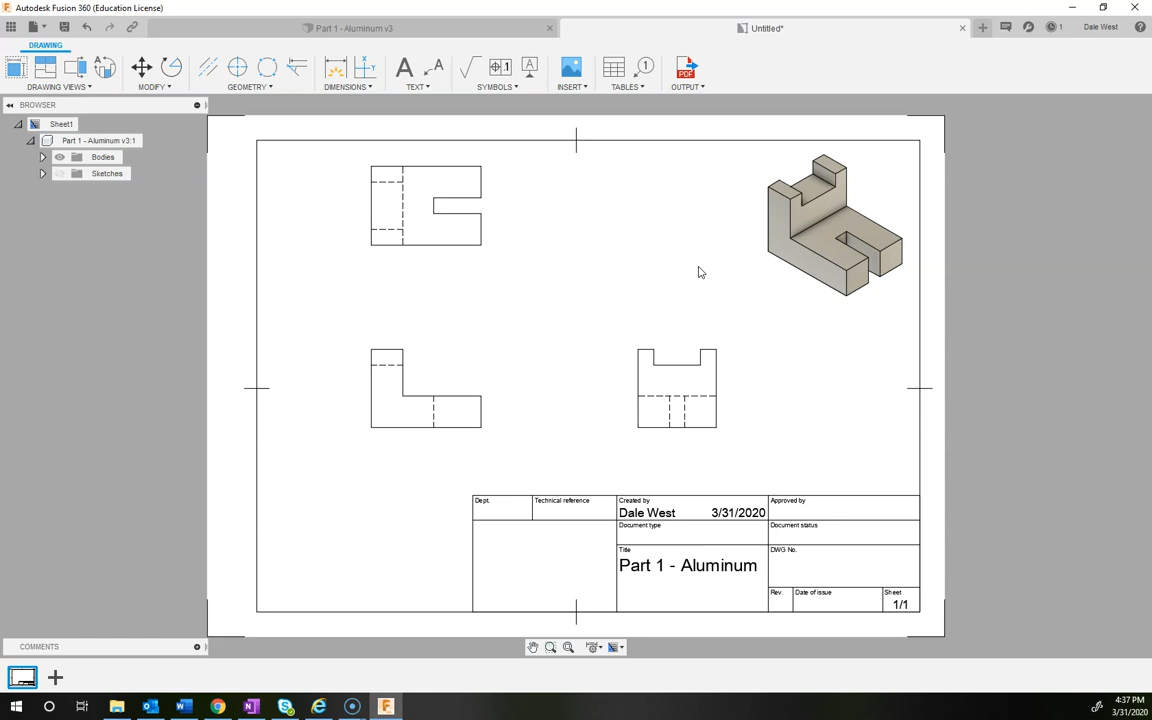 Autodesk Fusion 360 (Education License)
Part 1 - Aluminum v3
Untitled*
1
Dale West
DRAWING
DRAWING VIEWS
MODIFY
GEOMETRY
DIMENSIONS
TEXT
SYMBOLS
INSERT
TABLES
OUTPUT
BROWSER
Sheet1
Part 1 - Aluminum v3:1
Bodies
Sketches
Dept.
Technical reference
Created by
Approved by
Dale West 3/31/2020
Document type
Document status
Title
DWG No.
Part 1 - Aluminum
Rev.
Date of issue
Sheet
1/1
COMMENTS
4:37 PM
3/31/2020